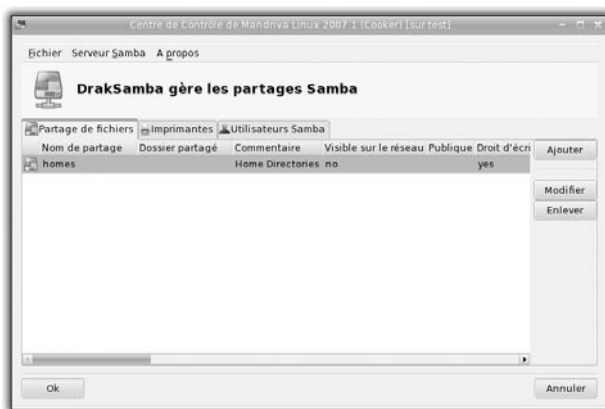 Centre de Contrôle de Mandriva Linux 2007.1 (Cooker) [sur test]
Fichier Serveur Samba A propos
DrakSamba gère les partages Samba
Partage de fichiers Imprimantes Utilisateurs Samba
Nom de partage Dossier partagé Commentaire Visible sur le réseau Publique Droit d'écri
homes Home Directories no yes
Ajouter
Modifier
Enlever
Ok Annuler